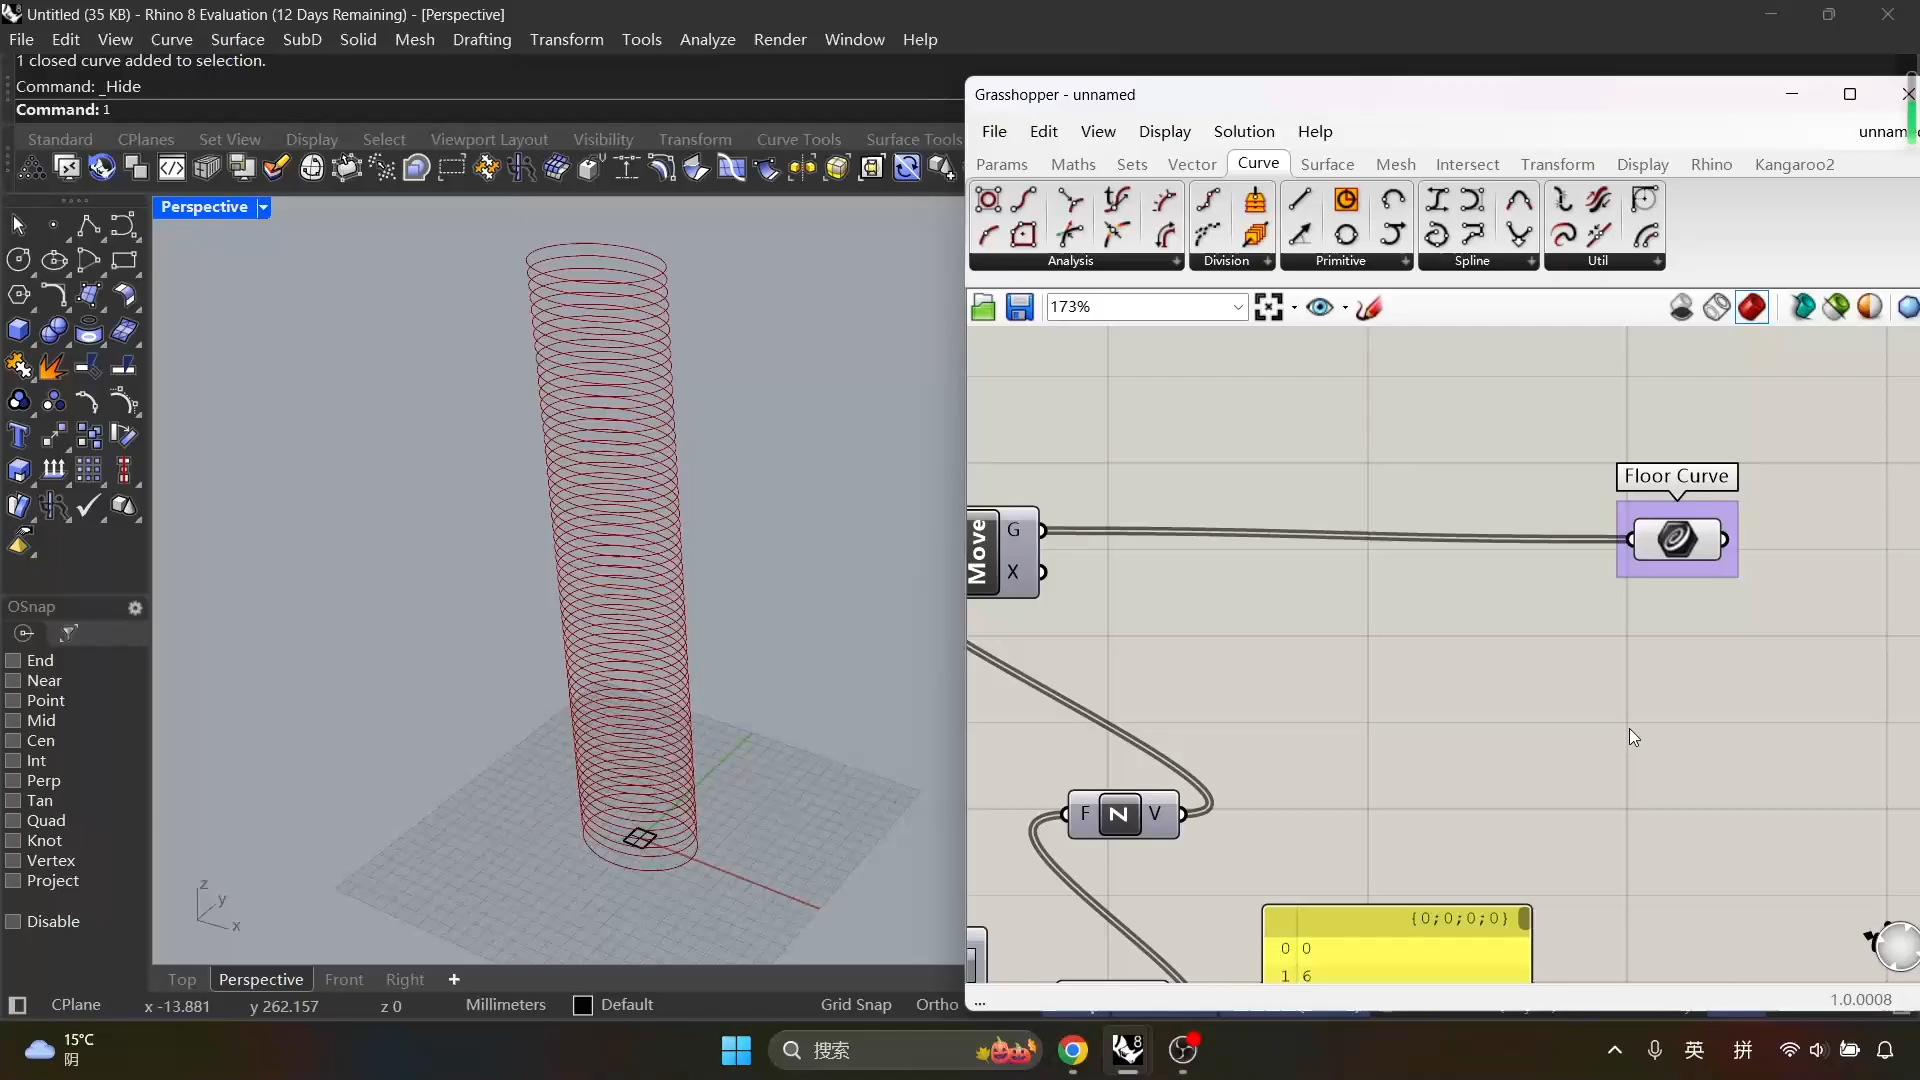 Untitled (35 KB) - Rhino 8 Evaluation (12 Days Remaining) - [Perspective]
File Edit View Curve Surface SubD Solid Mesh Drafting Transform Tools Analyze Render Window Help
1 closed curve added to selection.
Command: _Hide
Command: 1
Standard CPlanes Set View Display Select Viewport Layout Visibility Transform Curve Tools Surface Tools
Perspective
OSnap
End
Near
Point
Mid
Cen
Int
Perp
Tan
Quad
Knot
Vertex
Project
Disable
z
y
x
Top Perspective Front Right
CPlane x -13.881 y 262.157 z 0 Millimeters Default Grid Snap Ortho
Grasshopper - unnamed
File Edit View Display Solution Help
unnam
Params Maths Sets Vector Curve Surface Mesh Intersect Transform Display Rhino Kangaroo2
Analysis Division Primitive Spline Util
173%
Floor Curve
Move
G
X
F N V
{0;0;0;0}
0 0
1 6
...
1.0.0008
15°C
阴
搜索
8
英
拼